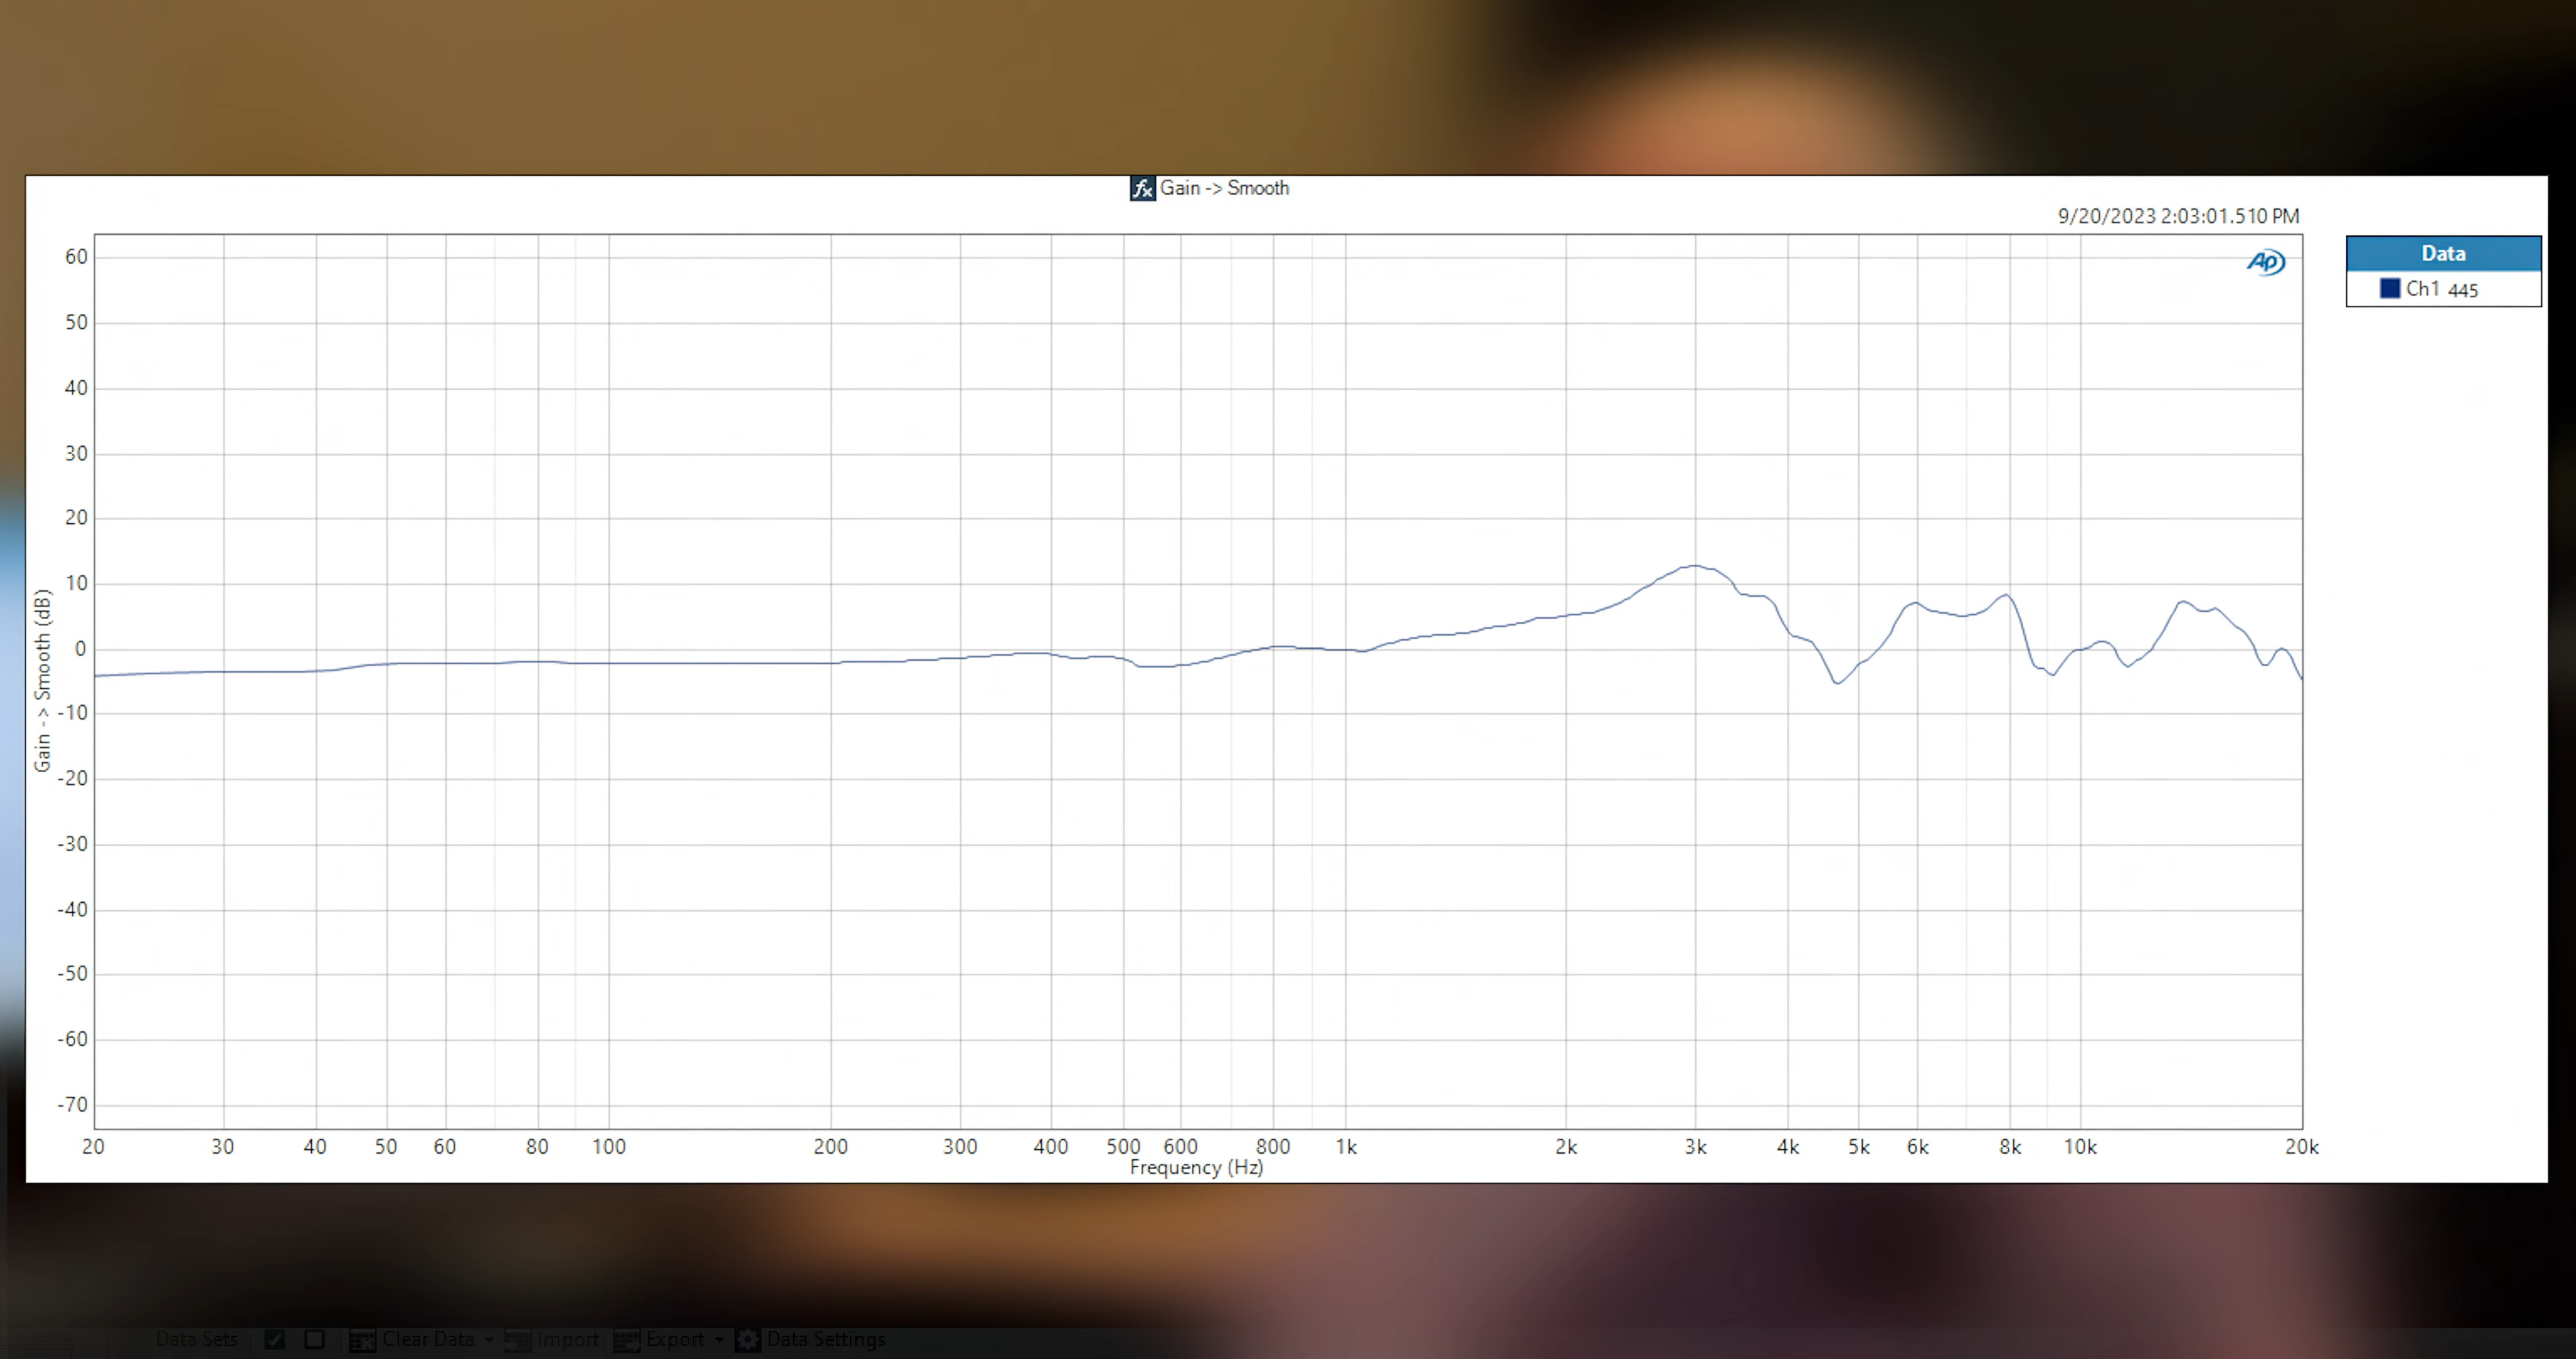 fx Gain -> Smooth
9/20/2023 2:03:01.510 PM
AP
Data
Ch1 445
Gain -> Smooth (dB)
60
50
40
30
20
10
0
-10
-20
-30
-40
-50
-60
-70
20 30 40 50 60 80 100 200 300 400 500 600 800 1k 2k 3k 4k 5k 6k 8k 10k 20k
Frequency (Hz)
Data Sets Clear Data Import Export Data Settings